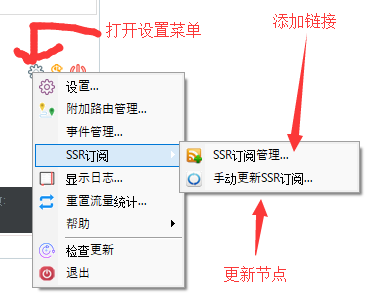 打开设置菜单
添加链接
设置...
附加路由管理...
事件管理...
SSR订阅
SSR订阅管理...
显示日志...
手动更新SSR订阅...
重置流量统计...
帮助
检查更新
更新节点
退出